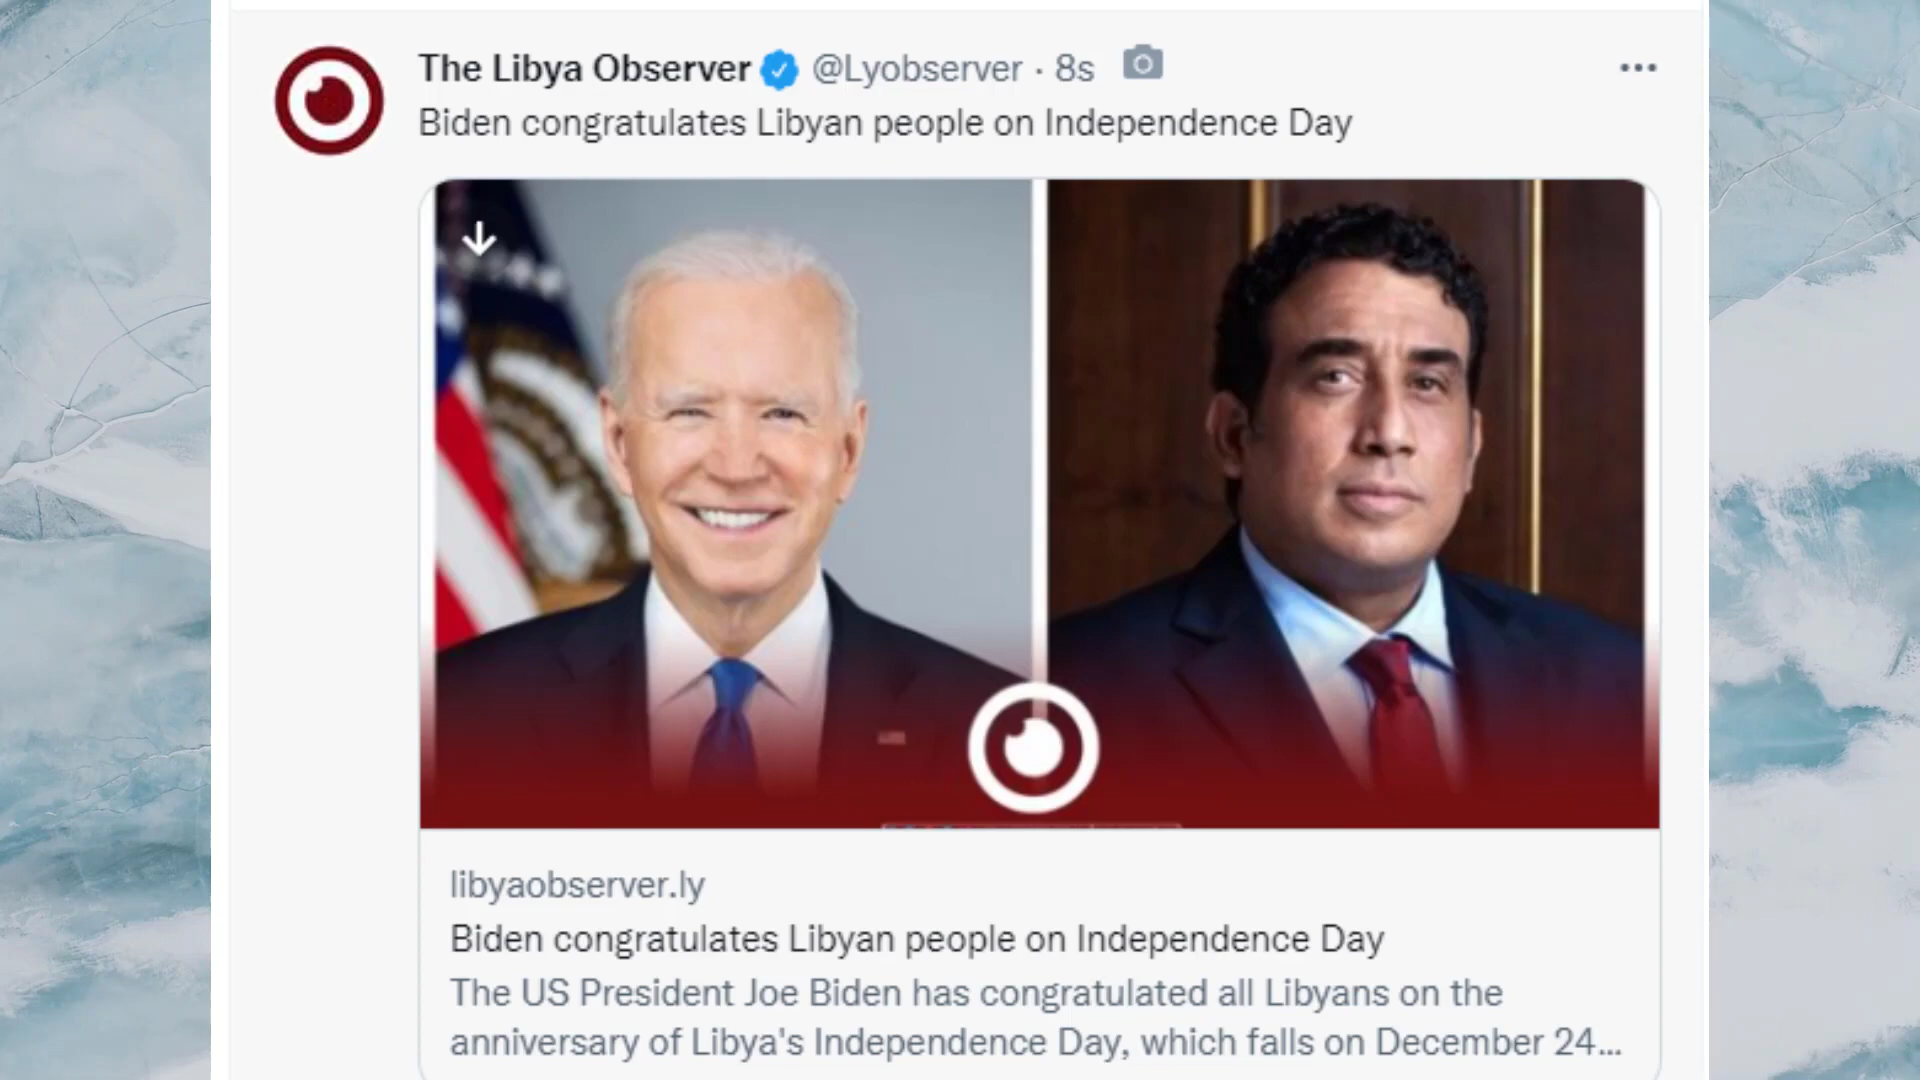 The Libya Observer @Lyobserver · 8s
Biden congratulates Libyan people on Independence Day
libyaobserver.ly
Biden congratulates Libyan people on Independence Day
The US President Joe Biden has congratulated all Libyans on the
anniversary of Libya's Independence Day, which falls on December 24...